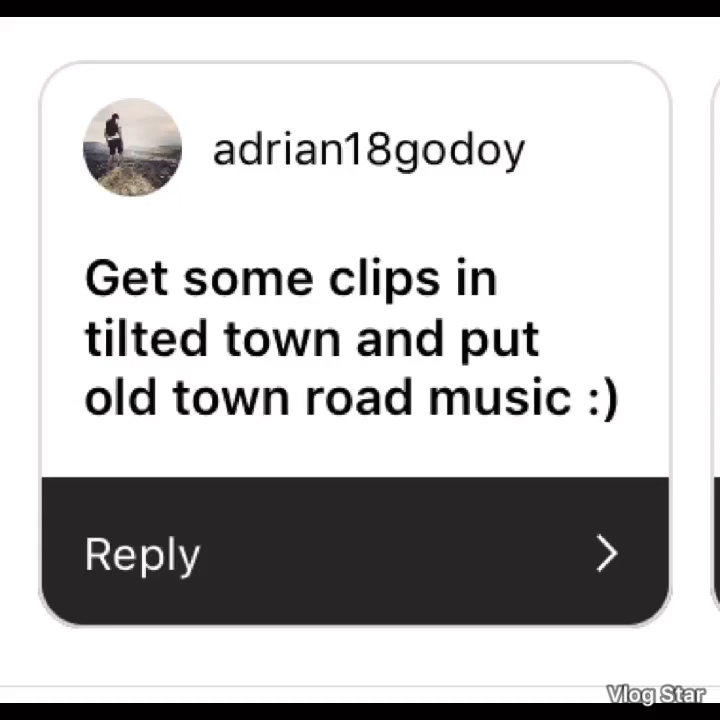 adrian18godoy
Get some clips in
tilted town and put
old town road music :)
Reply
Vlog Star